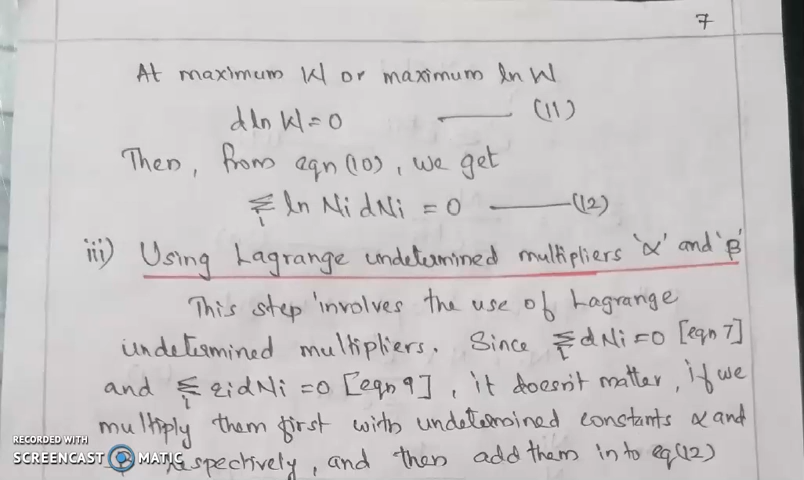 7
At maximum W or maximum ln W
d ln W = 0 ——— (11)
Then, from eqn (10), we get
Σi ln Ni dNi = 0 ——— (12)
iii) Using Lagrange undetermined multipliers 'α' and 'β'
This step involves the use of Lagrange
undetermined multipliers. Since Σi dNi = 0 [eqn 7]
and Σi εi dNi = 0 [eqn 9], it doesn't matter, if we
multiply them first with undetermined constants α and
respectively, and then add them in to eq (12)
RECORDED WITH
SCREENCAST MATIC